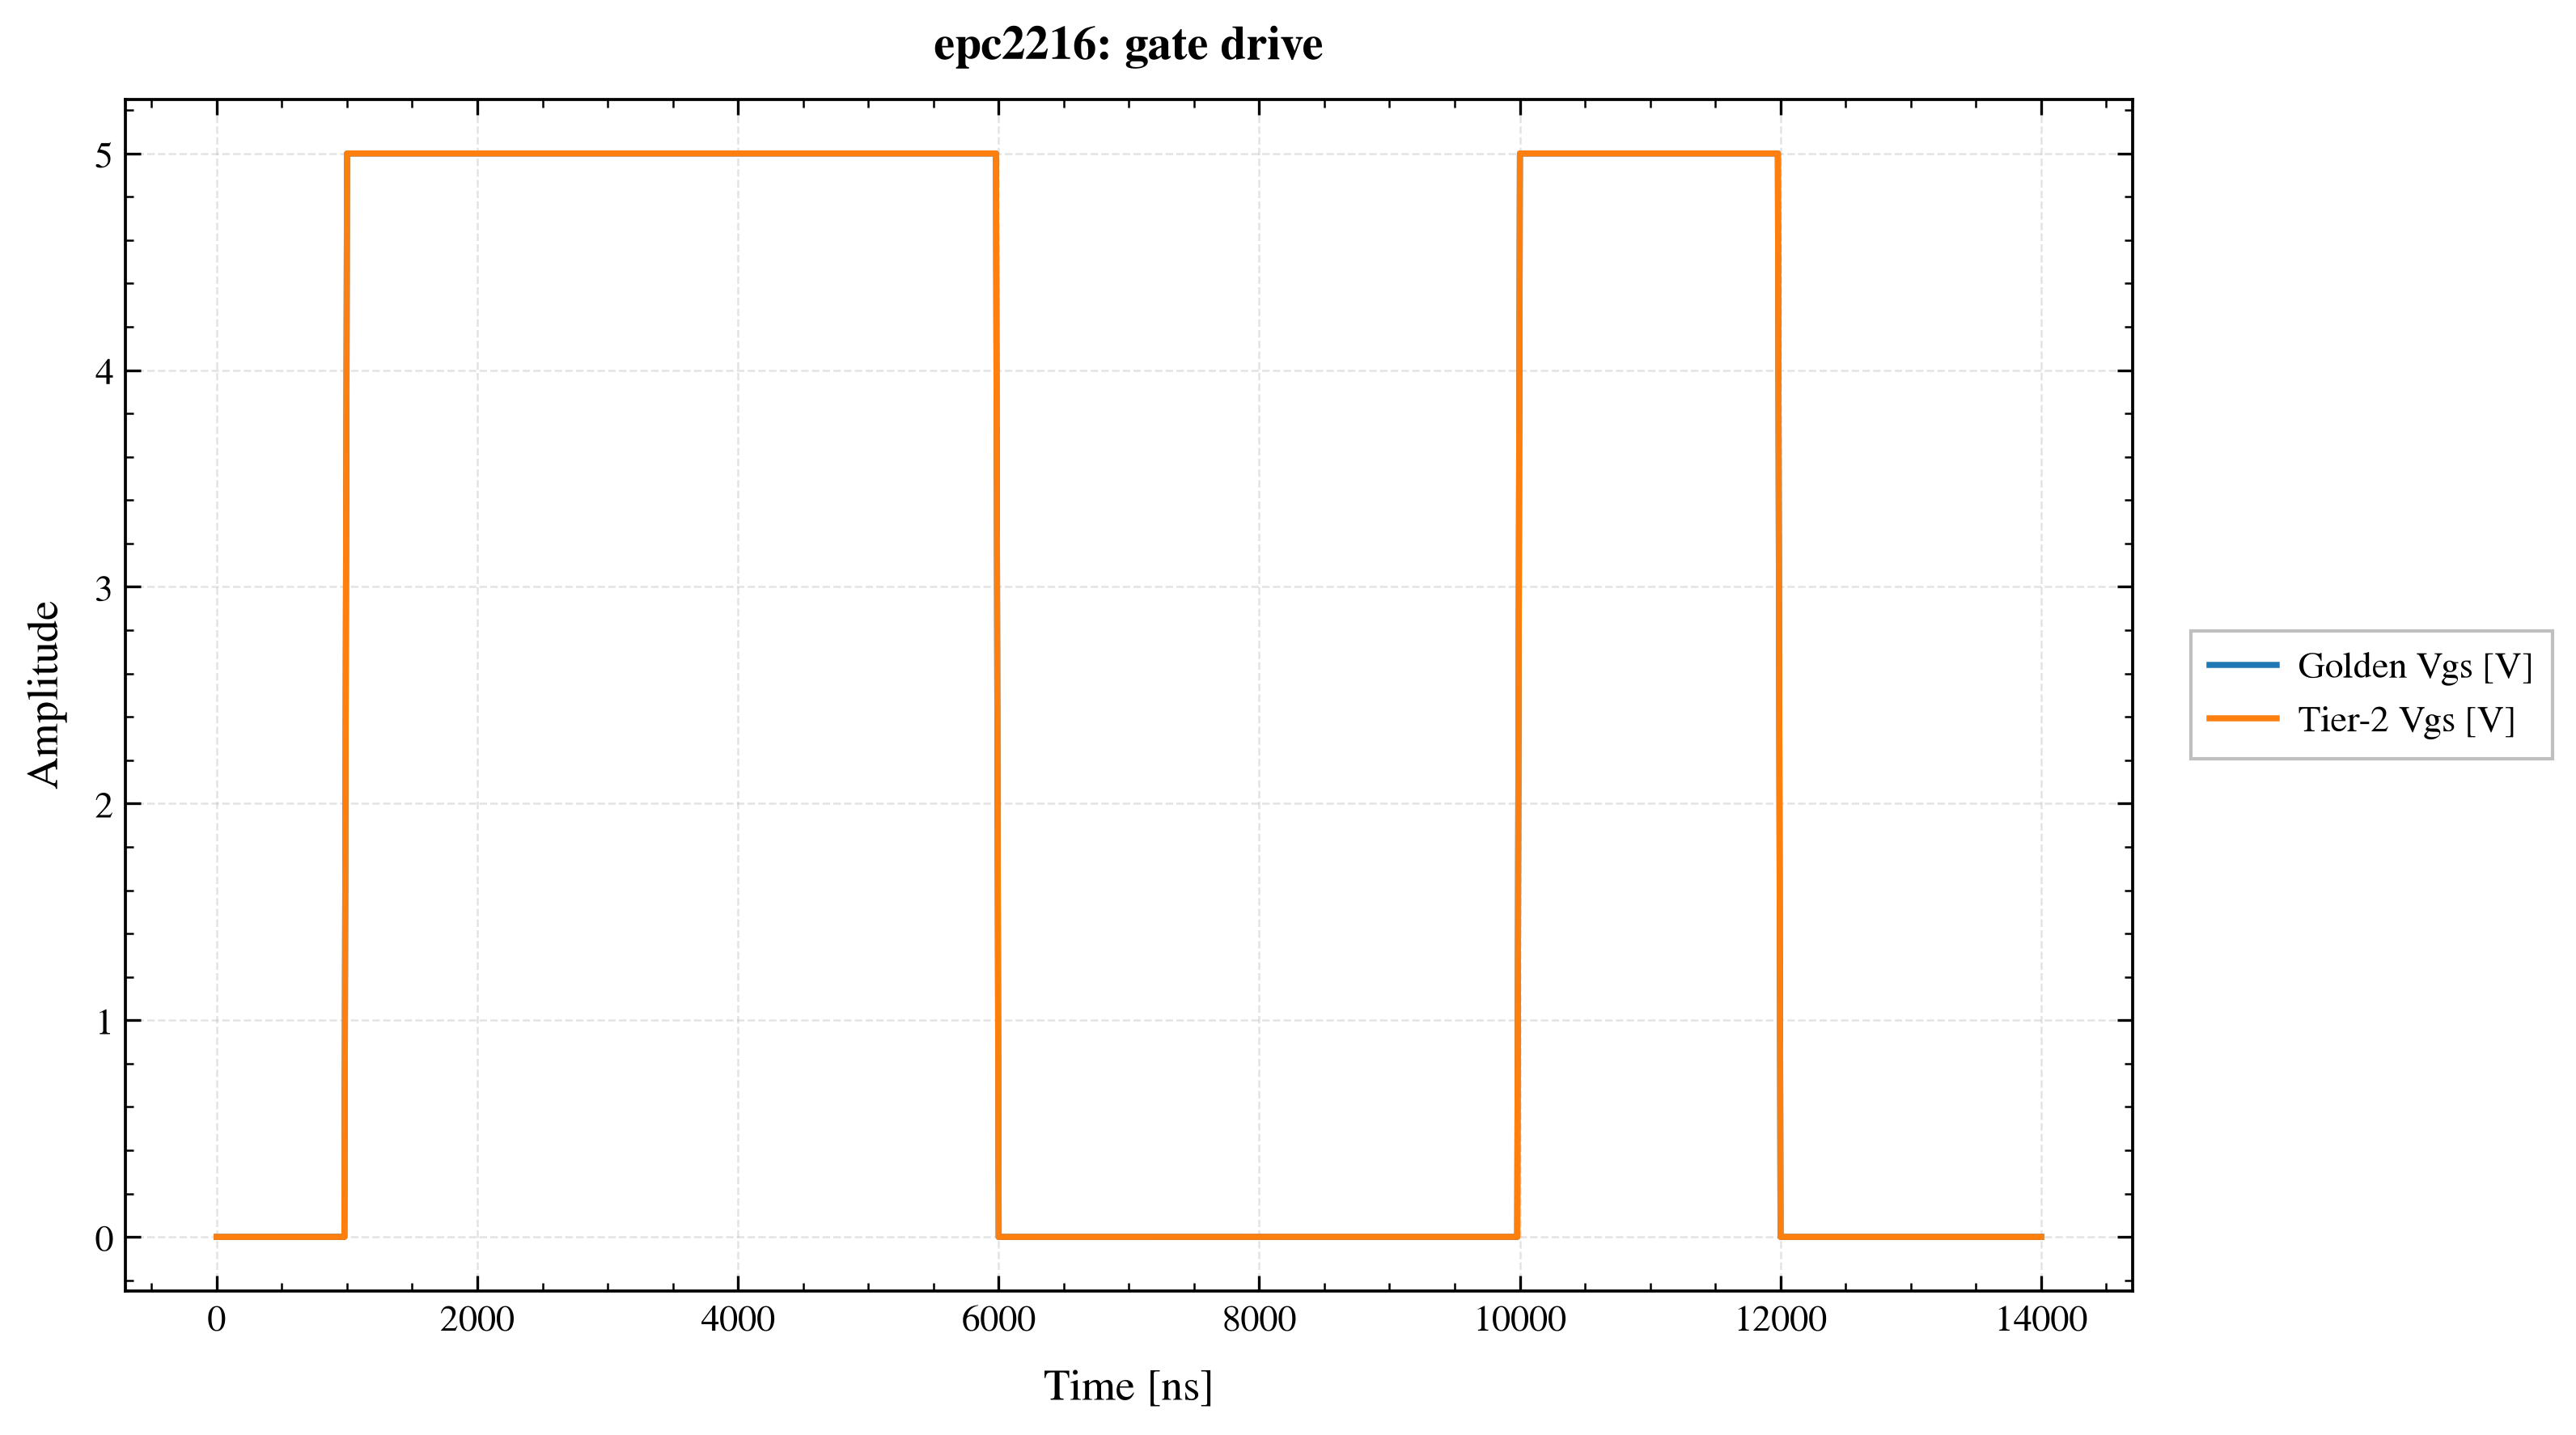 epc2216: gate drive
Amplitude
5
4
3
2
1
0
0 2000 4000 6000 8000 10000 12000 14000
Time [ns]
Golden Vgs [V]
Tier-2 Vgs [V]